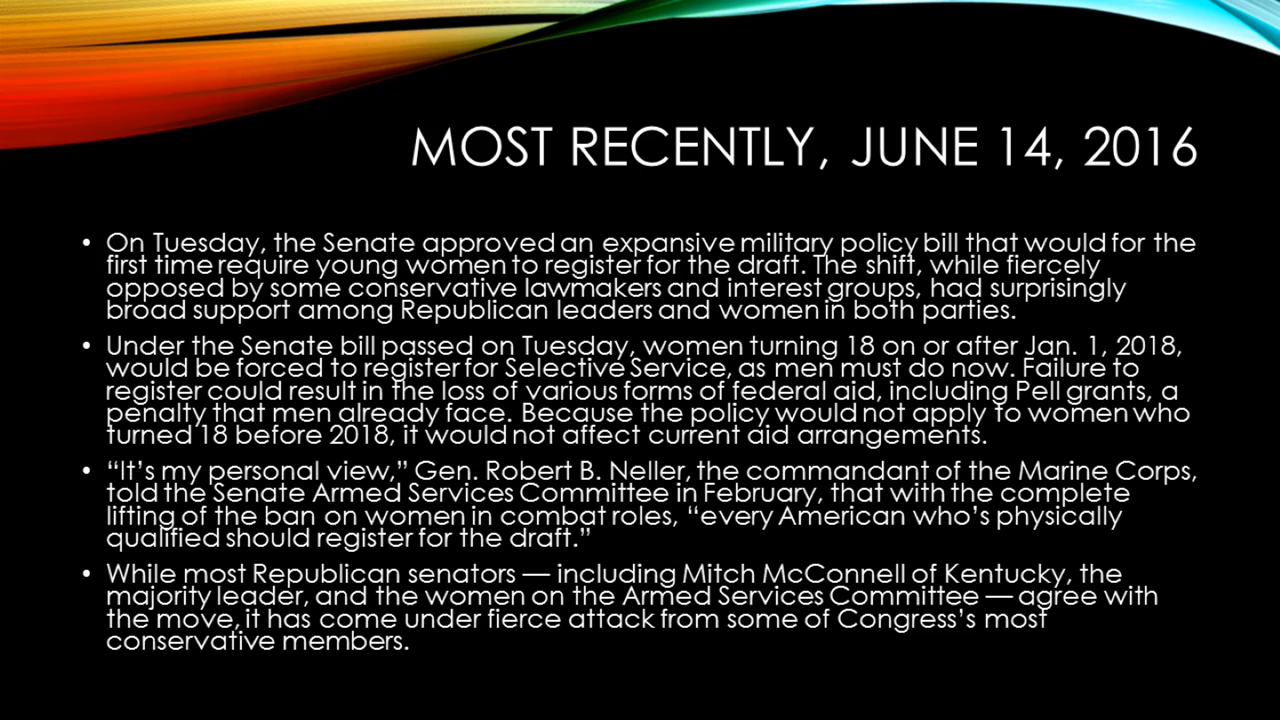 MOST RECENTLY, JUNE 14, 2016
• On Tuesday, the Senate approved an expansive military policy bill that would for the
first time require young women to register for the draft. The shift, while fiercely
opposed by some conservative lawmakers and interest groups, had surprisingly
broad support among Republican leaders and women in both parties.
• Under the Senate bill passed on Tuesday, women turning 18 on or after Jan. 1, 2018,
would be forced to register for Selective Service, as men must do now. Failure to
register could result in the loss of various forms of federal aid, including Pell grants, a
penalty that men already face. Because the policy would not apply to women who
turned 18 before 2018, it would not affect current aid arrangements.
• “It’s my personal view,” Gen. Robert B. Neller, the commandant of the Marine Corps,
told the Senate Armed Services Committee in February, that with the complete
lifting of the ban on women in combat roles, “every American who’s physically
qualified should register for the draft.”
• While most Republican senators — including Mitch McConnell of Kentucky, the
majority leader, and the women on the Armed Services Committee — agree with
the move, it has come under fierce attack from some of Congress’s most
conservative members.